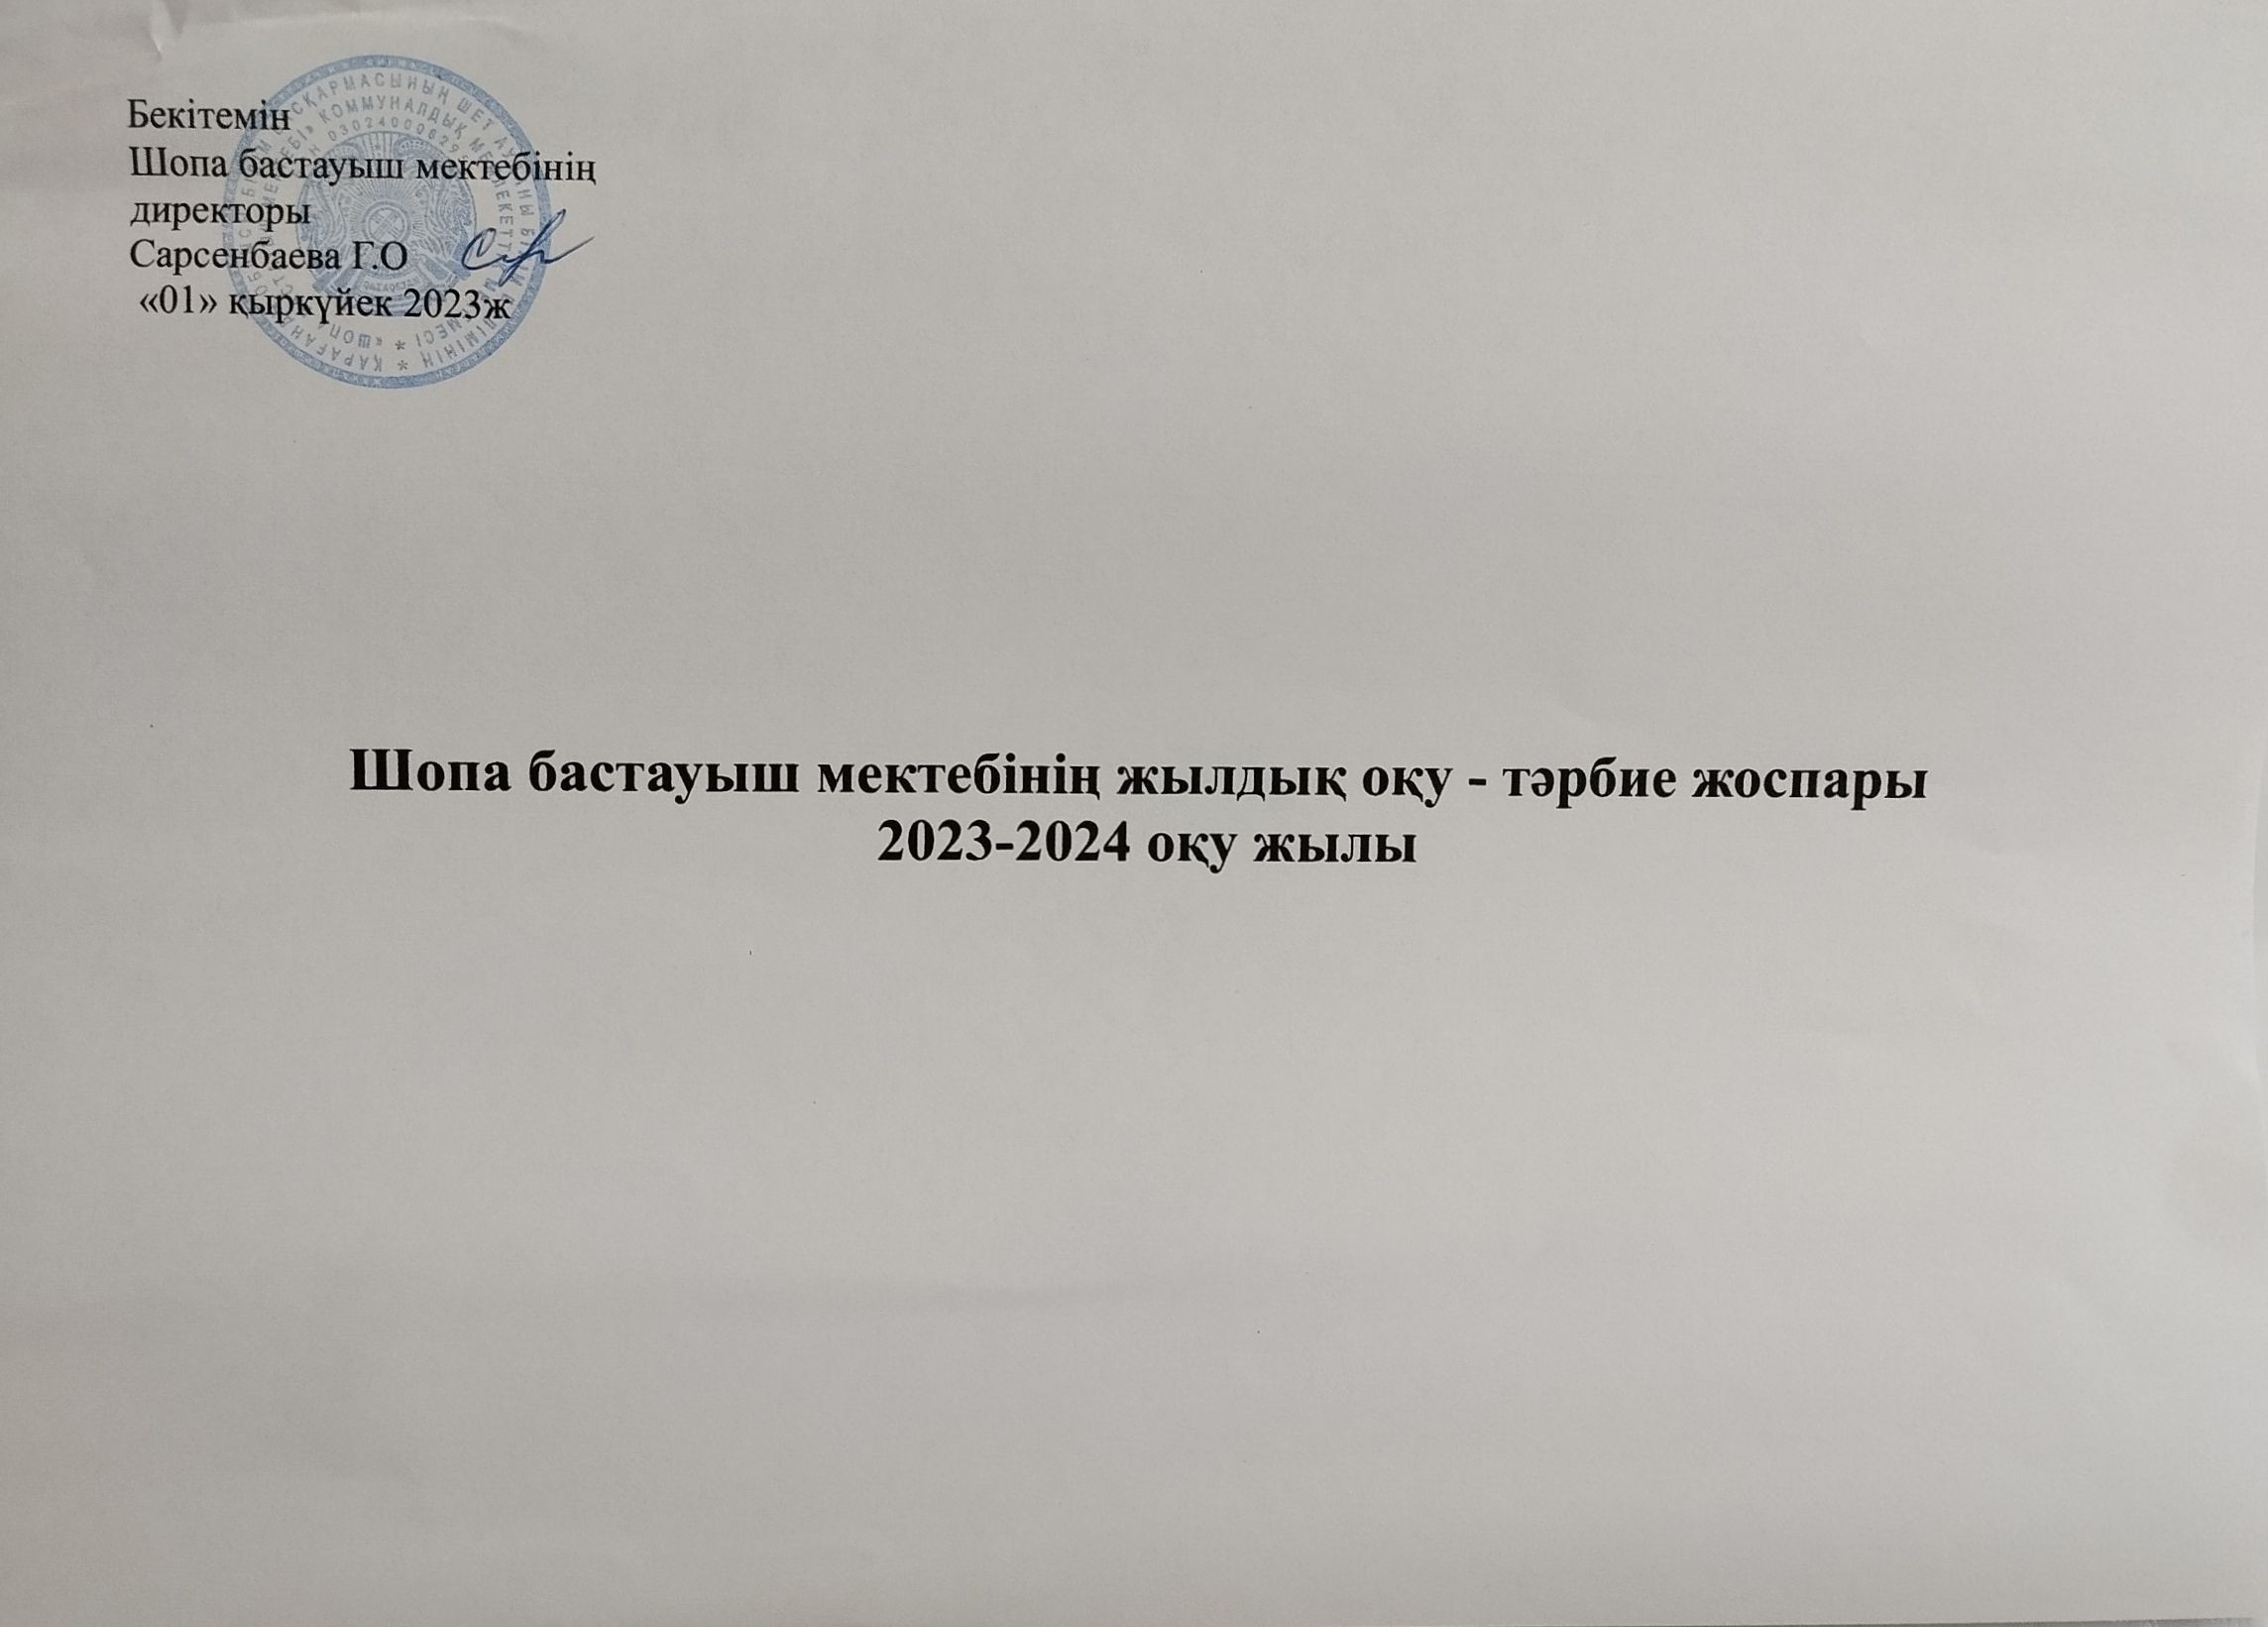 Бекітемін
Шопа бастауыш мектебінің
директоры
Сарсенбаева Г.О
«01» қыркүйек 2023ж
Шопа бастауыш мектебінің жылдық оқу - тәрбие жоспары
2023-2024 оқу жылы